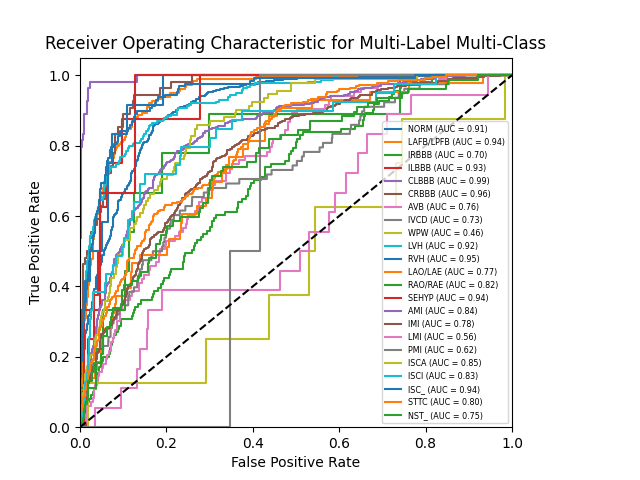 Receiver Operating Characteristic for Multi-Label Multi-Class
True Positive Rate
1.0
0.8
0.6
0.4
0.2
0.0
NORM (AUC = 0.91)
LAFB/LPFB (AUC = 0.94)
IRBBB (AUC = 0.70)
ILBBB (AUC = 0.93)
CLBBB (AUC = 0.99)
CRBBB (AUC = 0.96)
AVB (AUC = 0.76)
IVCD (AUC = 0.73)
WPW (AUC = 0.46)
LVH (AUC = 0.92)
RVH (AUC = 0.95)
LAO/LAE (AUC = 0.77)
RAO/RAE (AUC = 0.82)
SEHYP (AUC = 0.94)
AMI (AUC = 0.84)
IMI (AUC = 0.78)
LMI (AUC = 0.56)
PMI (AUC = 0.62)
ISCA (AUC = 0.85)
ISCI (AUC = 0.83)
ISC_ (AUC = 0.94)
STTC (AUC = 0.80)
NST_ (AUC = 0.75)
0.0 0.2 0.4 0.6 0.8 1.0
False Positive Rate